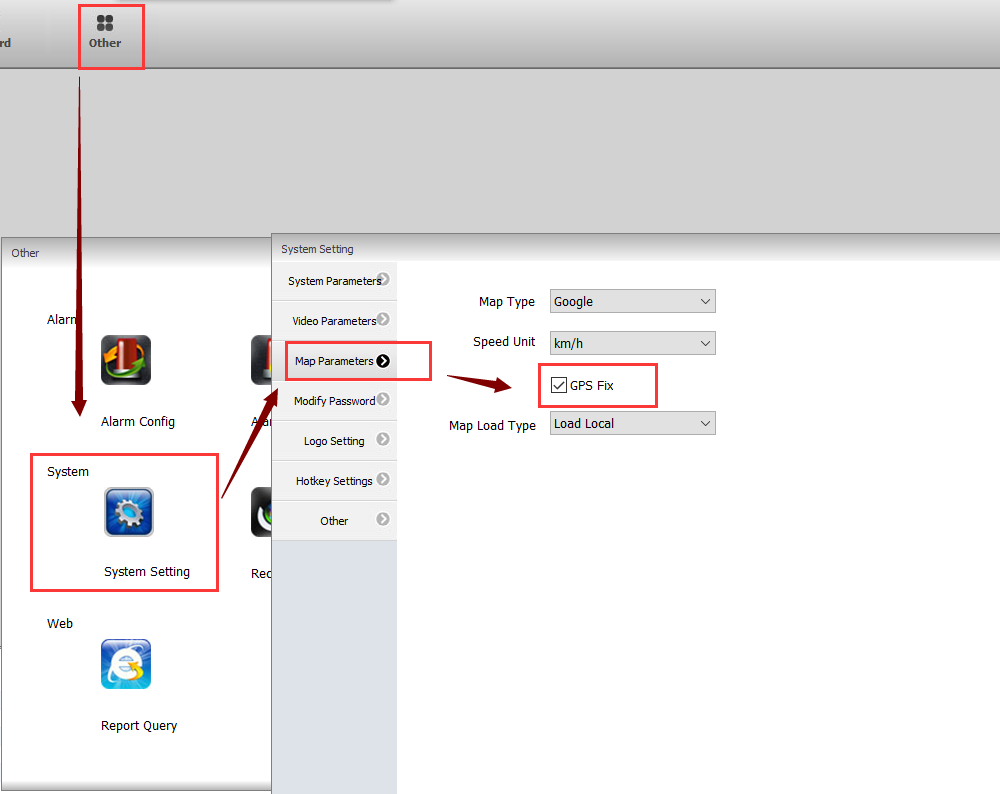 rd
Other
Other
Alarm
Alarm Config
System
System Setting
Web
Report Query
System Setting
System Parameters
Video Parameters
Map Parameters
Modify Password
Logo Setting
Hotkey Settings
Other
Map Type Google
Speed Unit km/h
GPS Fix
Map Load Type Load Local